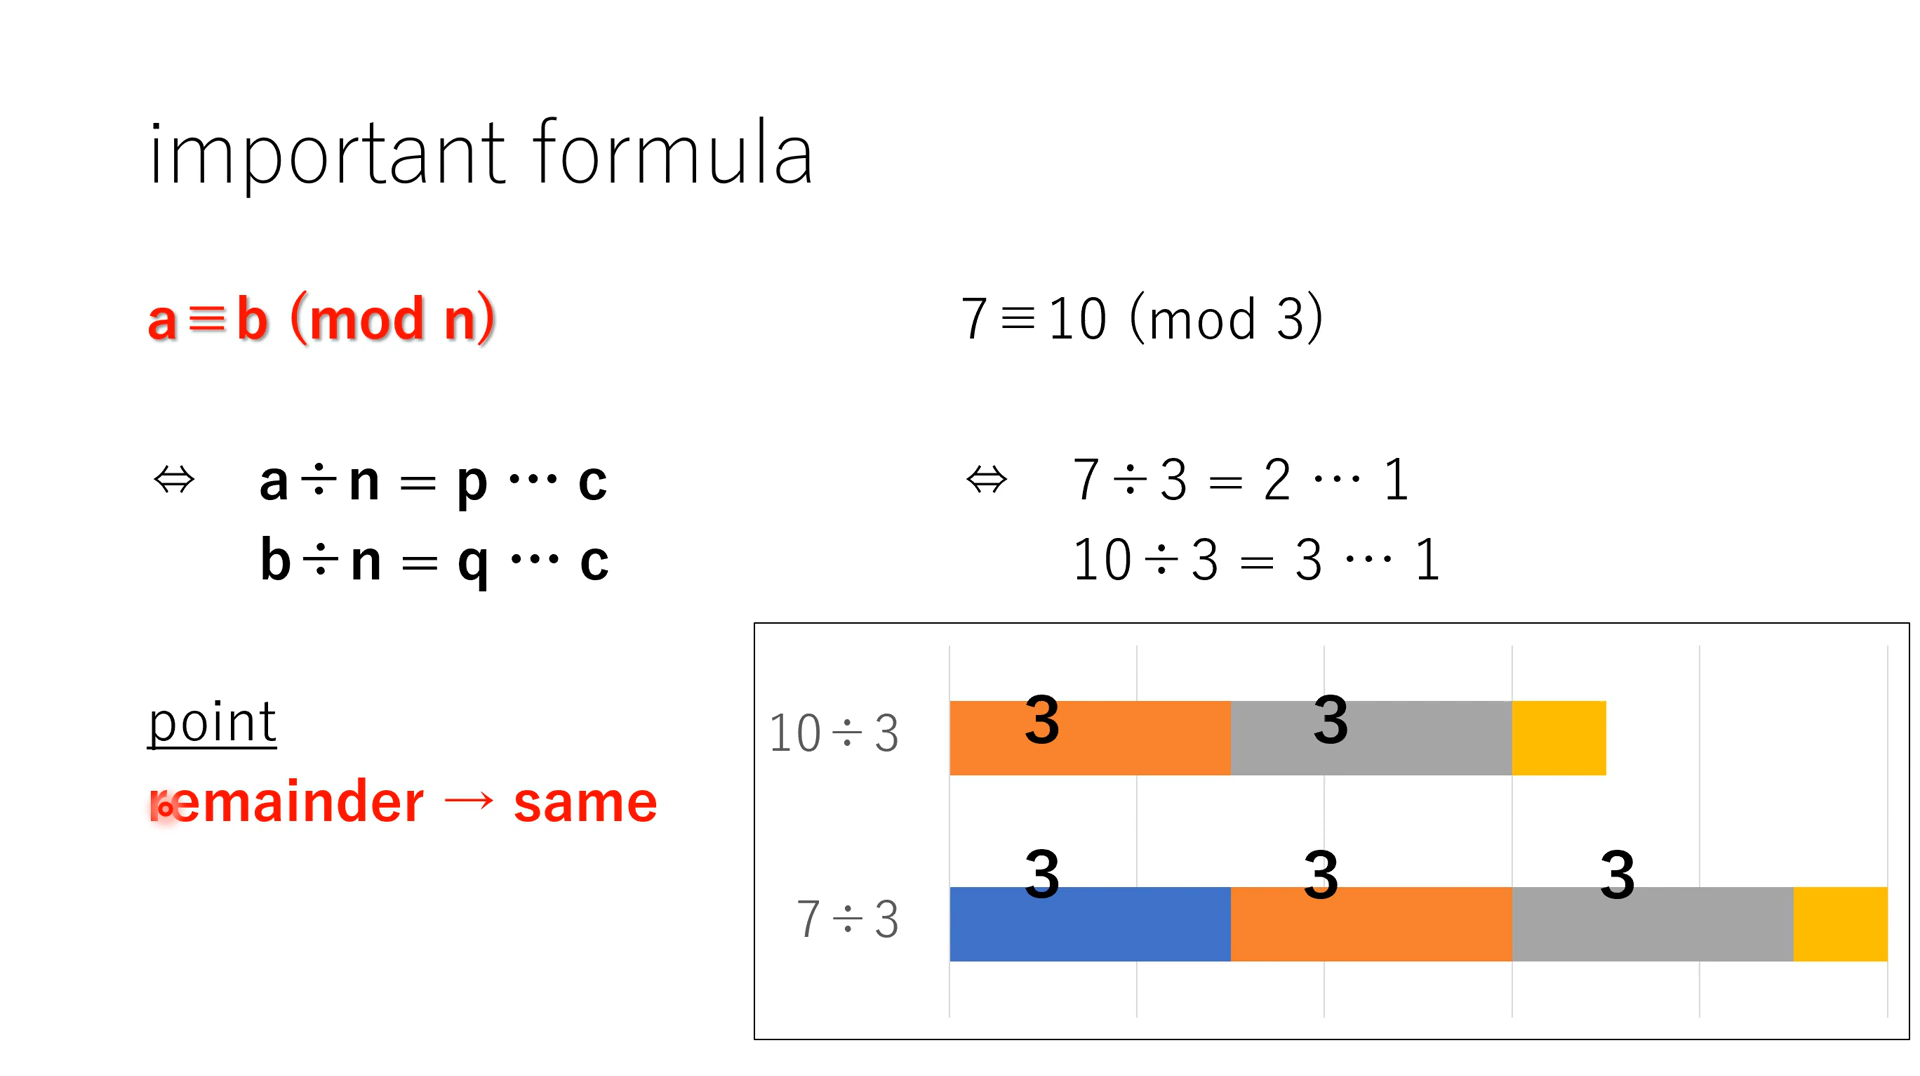 important formula
a≡b (mod n)
⇔ a÷n = p ⋯ c
b÷n = q ⋯ c
point
remainder → same
7≡10 (mod 3)
⇔ 7÷3 = 2 ⋯ 1
10÷3 = 3 ⋯ 1
10÷3
3 3
7÷3
3 3 3